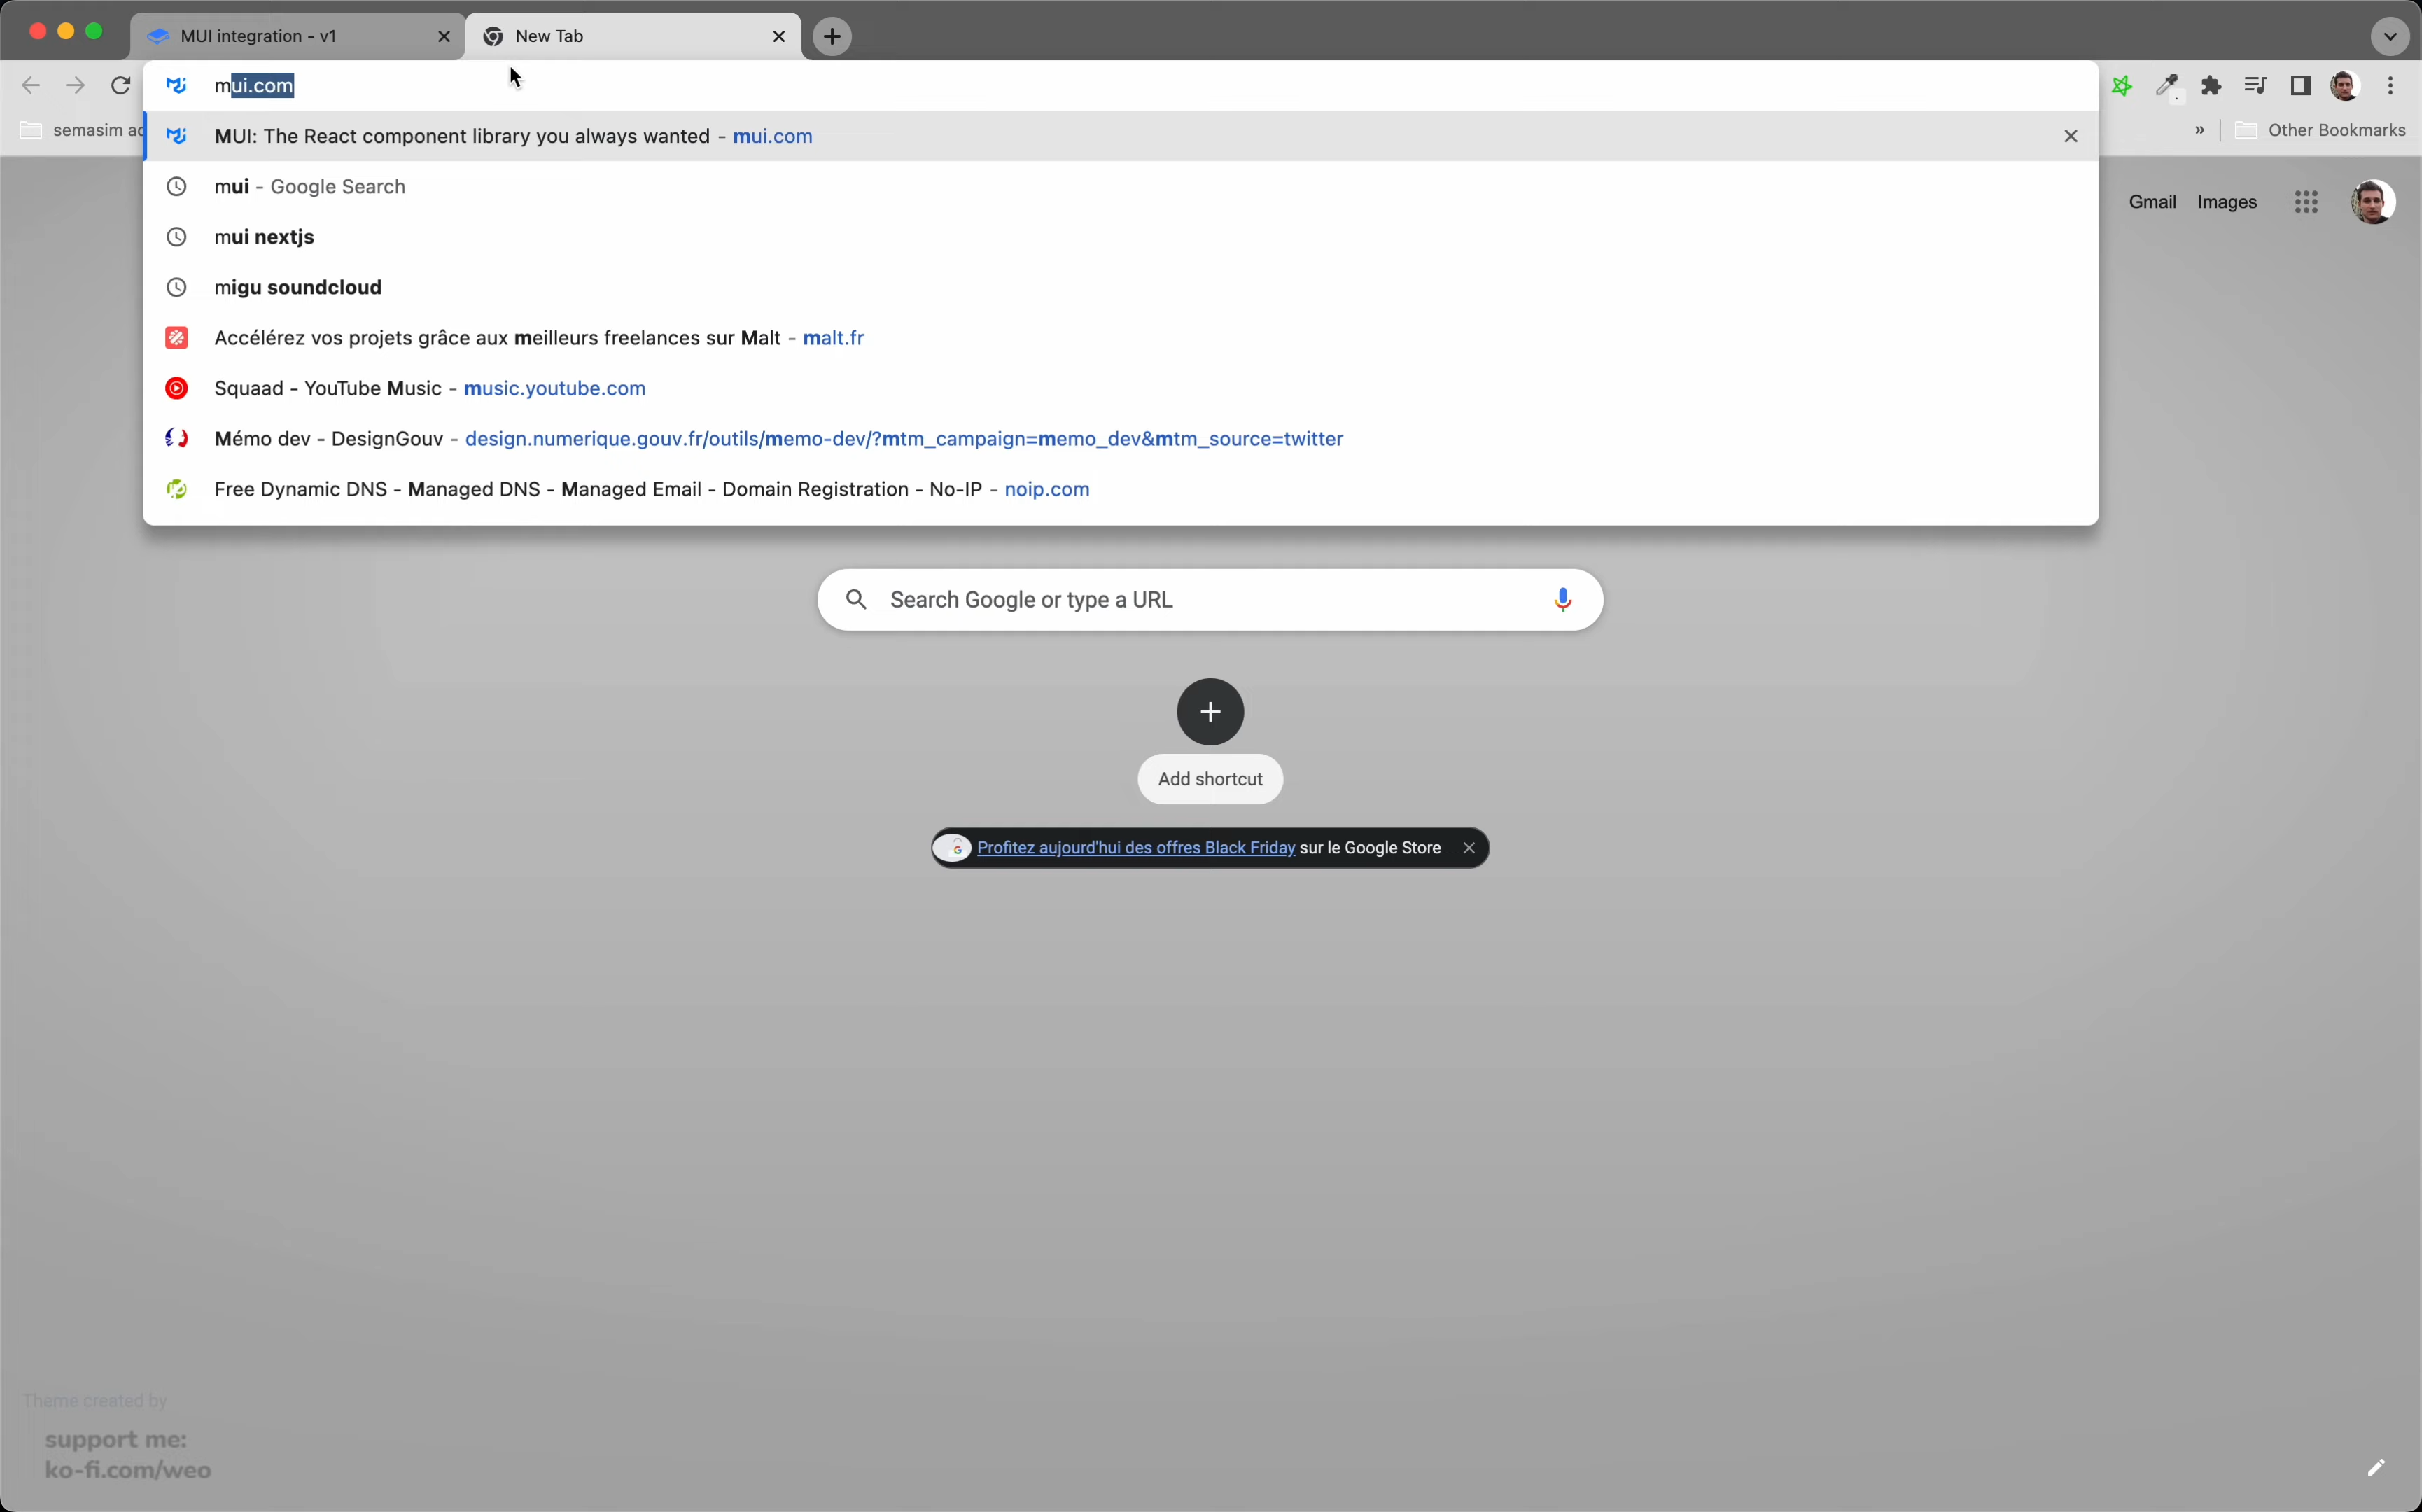 MUI integration - v1
New Tab
mui.com
semasim ac
MUI: The React component library you always wanted - mui.com
» Other Bookmarks
mui - Google Search
Gmail Images
mui nextjs
migu soundcloud
Accélérez vos projets grâce aux meilleurs freelances sur Malt - malt.fr
Squaad - YouTube Music - music.youtube.com
Mémo dev - DesignGouv - design.numerique.gouv.fr/outils/memo-dev/?mtm_campaign=memo_dev&mtm_source=twitter
Free Dynamic DNS - Managed DNS - Managed Email - Domain Registration - No-IP - noip.com
Search Google or type a URL
Add shortcut
Profitez aujourd'hui des offres Black Friday sur le Google Store
Theme created by
support me:
ko-fi.com/weo